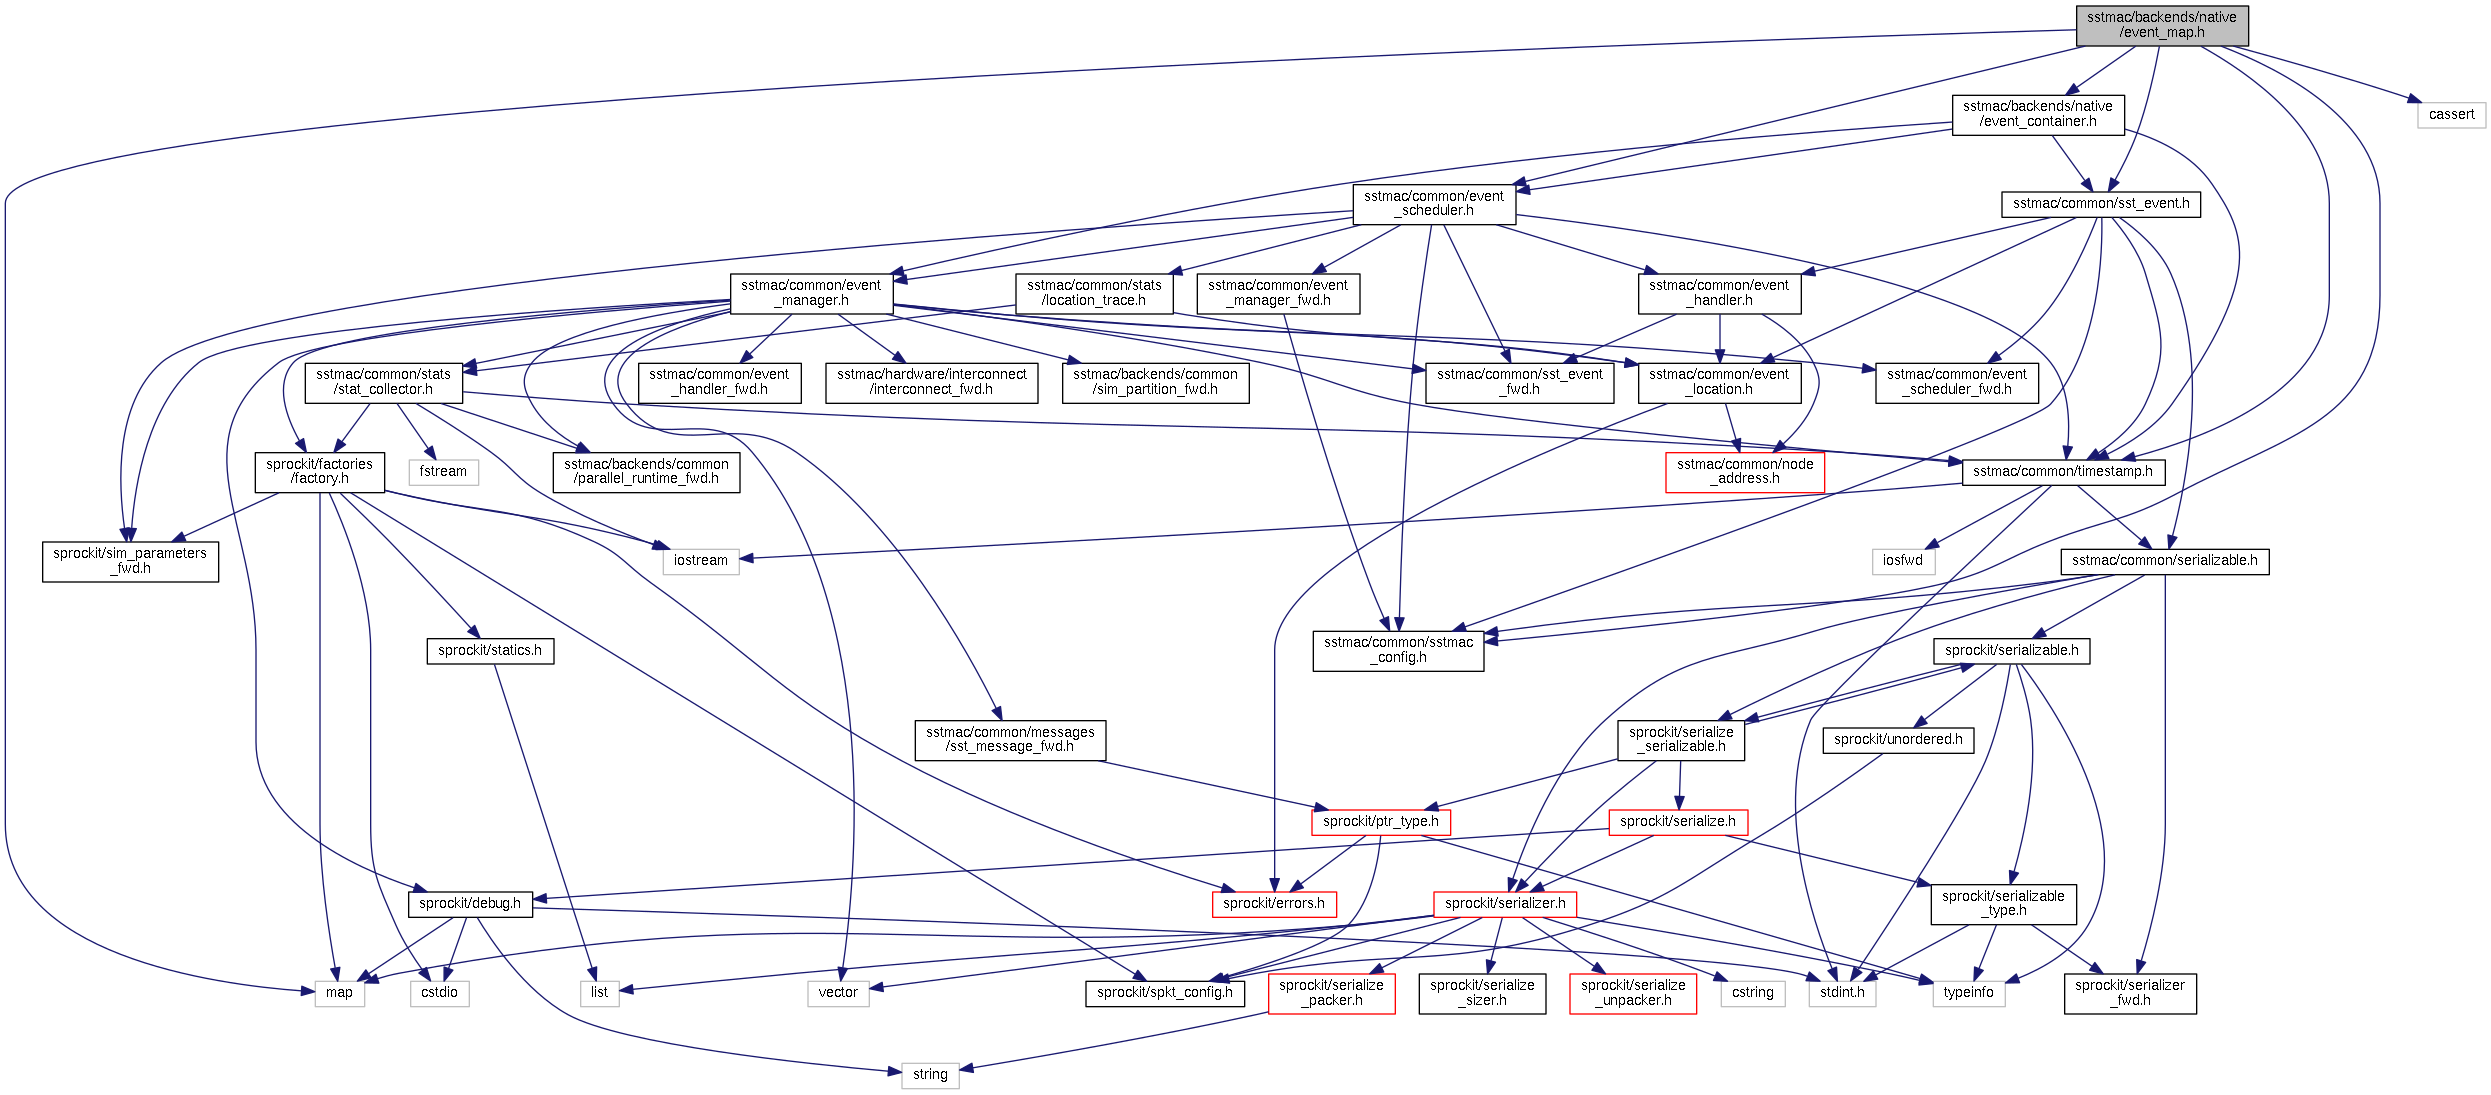 sstmac/backends/native
/event_map.h
sstmac/backends/native
/event_container.h
cassert
sstmac/common/event
_scheduler.h
sstmac/common/sst_event.h
sstmac/common/event
_manager.h
sstmac/common/stats
/location_trace.h
sstmac/common/event
_manager_fwd.h
sstmac/common/event
_handler.h
sstmac/common/stats
/stat_collector.h
sstmac/common/event
_handler_fwd.h
sstmac/hardware/interconnect
/interconnect_fwd.h
sstmac/backends/common
/sim_partition_fwd.h
sstmac/common/sst_event
_fwd.h
sstmac/common/event
_location.h
sstmac/common/event
_scheduler_fwd.h
sprockit/factories
/factory.h
fstream
sstmac/backends/common
/parallel_runtime_fwd.h
sstmac/common/node
_address.h
sstmac/common/timestamp.h
sprockit/sim_parameters
_fwd.h
iostream
iosfwd
sstmac/common/serializable.h
sprockit/statics.h
sstmac/common/sstmac
_config.h
sprockit/serializable.h
sstmac/common/messages
/sst_message_fwd.h
sprockit/serialize
_serializable.h
sprockit/unordered.h
sprockit/ptr_type.h
sprockit/serialize.h
sprockit/debug.h
sprockit/errors.h
sprockit/serializer.h
sprockit/serializable
_type.h
map
cstdio
list
vector
sprockit/spkt_config.h
sprockit/serialize
_packer.h
sprockit/serialize
_sizer.h
sprockit/serialize
_unpacker.h
cstring
stdint.h
typeinfo
sprockit/serializer
_fwd.h
string